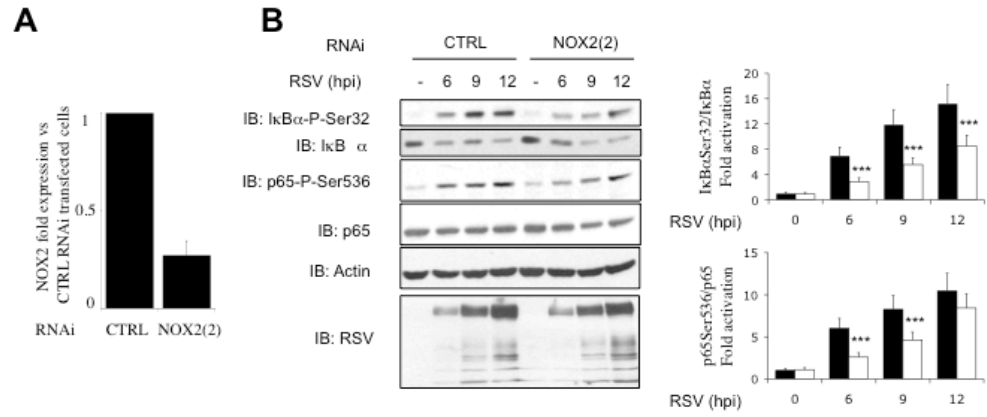 A
NOX2 fold expression vs
CTRL RNAi transfected cells
1
0.5
0
RNAi CTRL NOX2(2)
B
RNAi CTRL NOX2(2)
RSV (hpi) - 6 9 12 - 6 9 12
IB: IκBα-P-Ser32
IB: IκB α
IB: p65-P-Ser536
IB: p65
IB: Actin
IB: RSV
IκBαSer32/IκBα
Fold activation
20
16
12
8
4
0
*** *** ***
RSV (hpi) 0 6 9 12
p65Ser536/p65
Fold activation
15
10
5
0
*** ***
RSV (hpi) 0 6 9 12